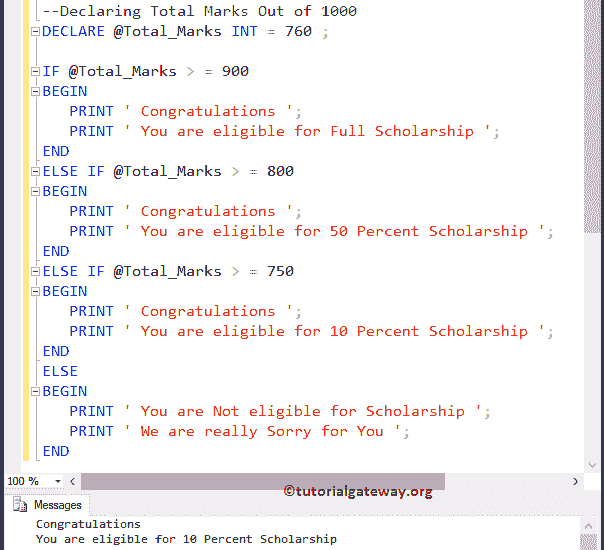 --Declaring Total Marks Out of 1000
DECLARE @Total_Marks INT = 760 ;
IF @Total_Marks > = 900
BEGIN
PRINT ' Congratulations ';
PRINT ' You are eligible for Full Scholarship ';
END
ELSE IF @Total_Marks > = 800
BEGIN
PRINT ' Congratulations ';
PRINT ' You are eligible for 50 Percent Scholarship ';
END
ELSE IF @Total_Marks > = 750
BEGIN
PRINT ' Congratulations ';
PRINT ' You are eligible for 10 Percent Scholarship ';
END
ELSE
BEGIN
PRINT ' You are Not eligible for Scholarship ';
PRINT ' We are really Sorry for You ';
END
100 %
©tutorialgateway.org
Messages
Congratulations
You are eligible for 10 Percent Scholarship